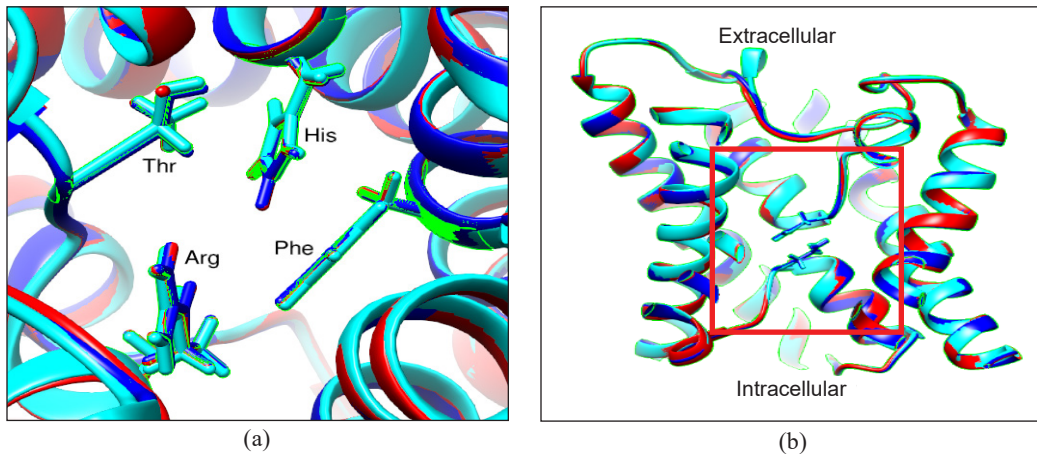 Thr
His
Arg
Phe
(a)
Extracellular
Intracellular
(b)